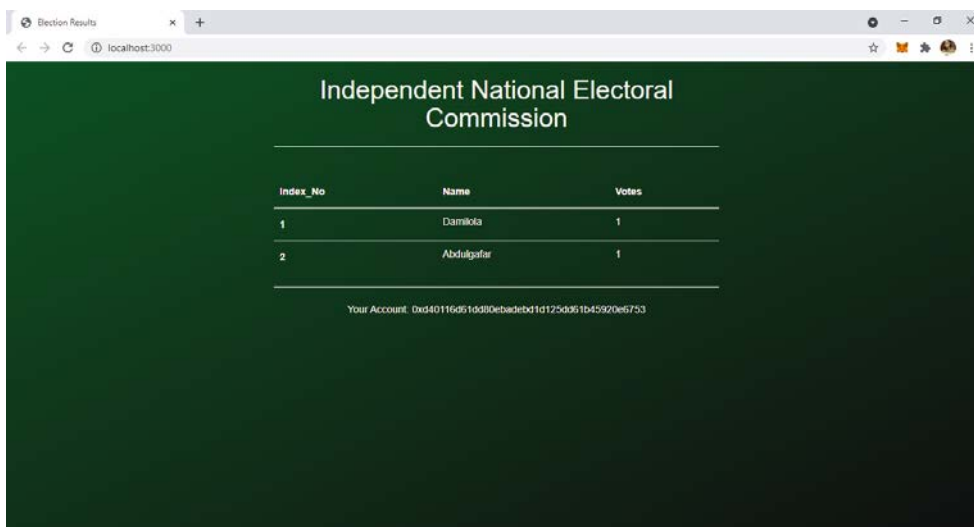 Election Results
localhost:3000
Independent National Electoral
Commission
Index_No Name Votes
1 Damilola 1
2 Abdulgafar 1
Your Account: 0xd40116d61dd80ebadebd1d125dd61b45920e6753